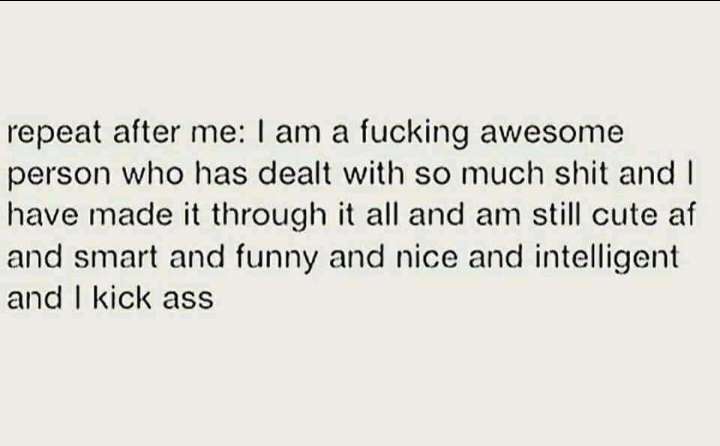 repeat after me: I am a fucking awesome
person who has dealt with so much shit and I
have made it through it all and am still cute af
and smart and funny and nice and intelligent
and I kick ass